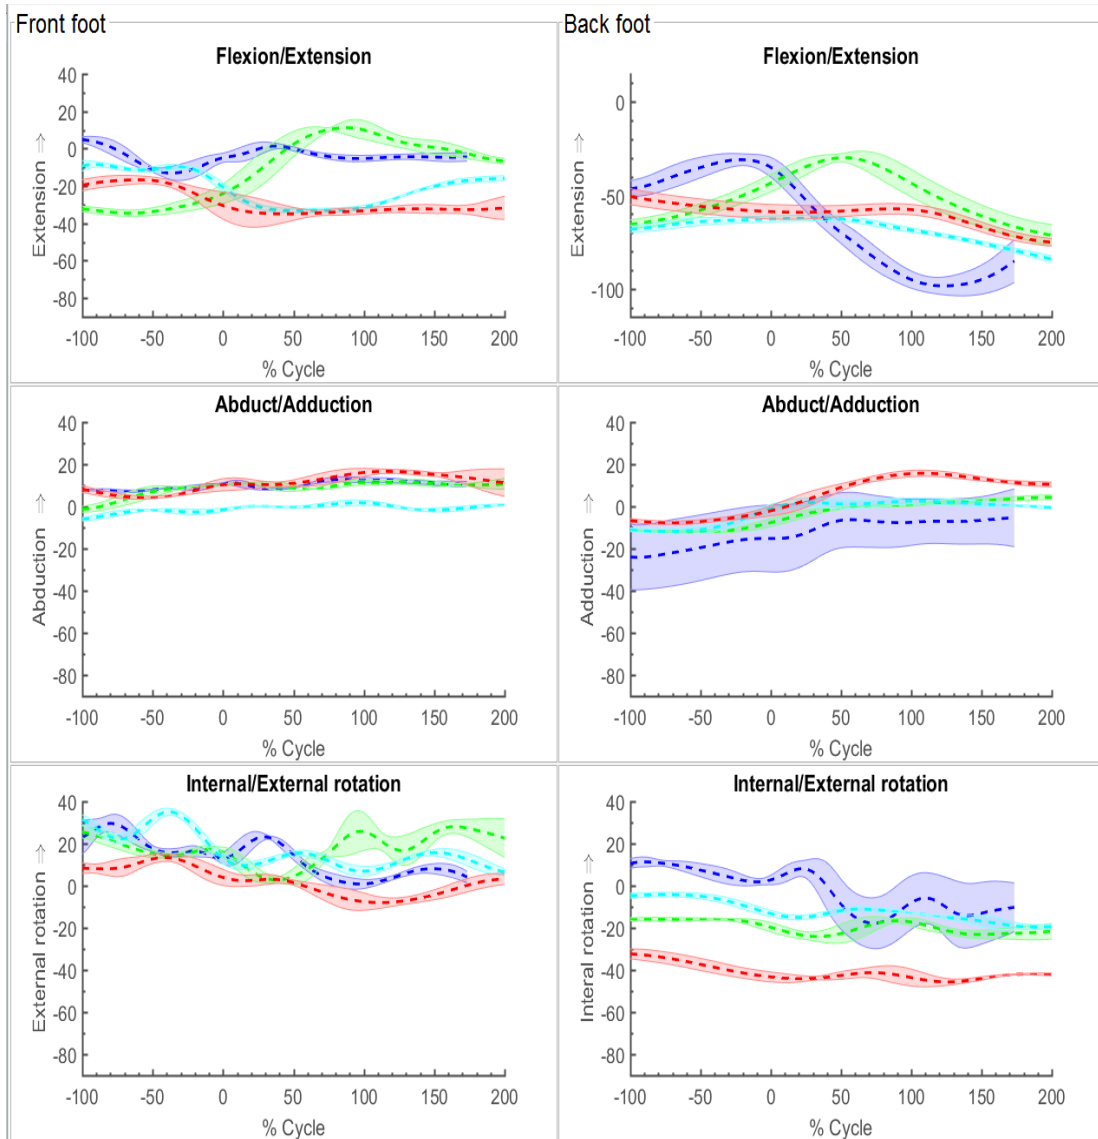 Front foot
Flexion/Extension
40
20
0
-20
-40
-60
-80
Extension ⇒
-100 -50 0 50 100 150 200
% Cycle
Back foot
Flexion/Extension
0
-50
-100
Extension ⇒
-100 -50 0 50 100 150 200
% Cycle
Abduct/Adduction
40
20
0
-20
-40
-60
-80
Abduction ⇒
-100 -50 0 50 100 150 200
% Cycle
Abduct/Adduction
40
20
0
-20
-40
-60
-80
Adduction ⇒
-100 -50 0 50 100 150 200
% Cycle
Internal/External rotation
40
20
0
-20
-40
-60
-80
External rotation ⇒
-100 -50 0 50 100 150 200
% Cycle
Internal/External rotation
40
20
0
-20
-40
-60
-80
Interal rotation ⇒
-100 -50 0 50 100 150 200
% Cycle